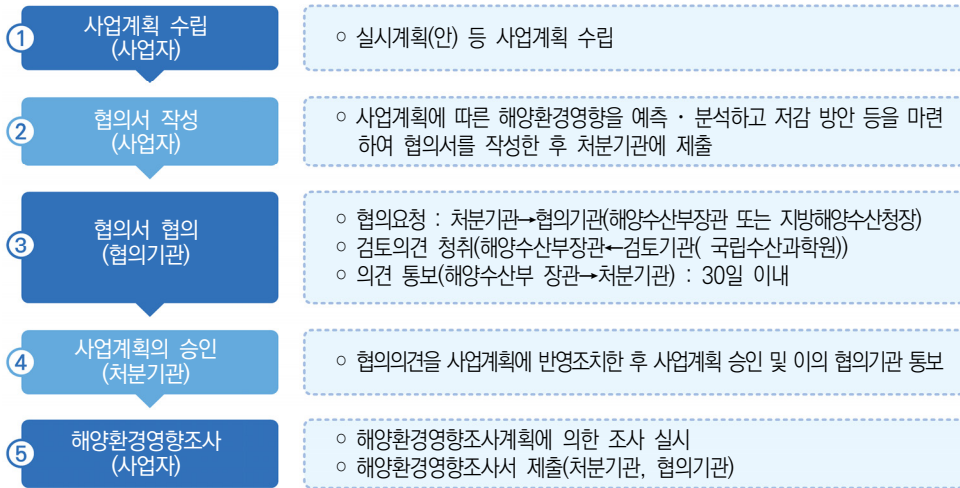 ① 사업계획 수립
(사업자)
◦ 실시계획(안) 등 사업계획 수립
② 협의서 작성
(사업자)
◦ 사업계획에 따른 해양환경영향을 예측・분석하고 저감 방안 등을 마련
하여 협의서를 작성한 후 처분기관에 제출
③ 협의서 협의
(협의기관)
◦ 협의요청 : 처분기관→협의기관(해양수산부장관 또는 지방해양수산청장)
◦ 검토의견 청취(해양수산부장관←검토기관( 국립수산과학원))
◦ 의견 통보(해양수산부 장관→처분기관) : 30일 이내
④ 사업계획의 승인
(처분기관)
◦ 협의의견을 사업계획에 반영조치한 후 사업계획 승인 및 이의 협의기관 통보
⑤ 해양환경영향조사
(사업자)
◦ 해양환경영향조사계획에 의한 조사 실시
◦ 해양환경영향조사서 제출(처분기관, 협의기관)